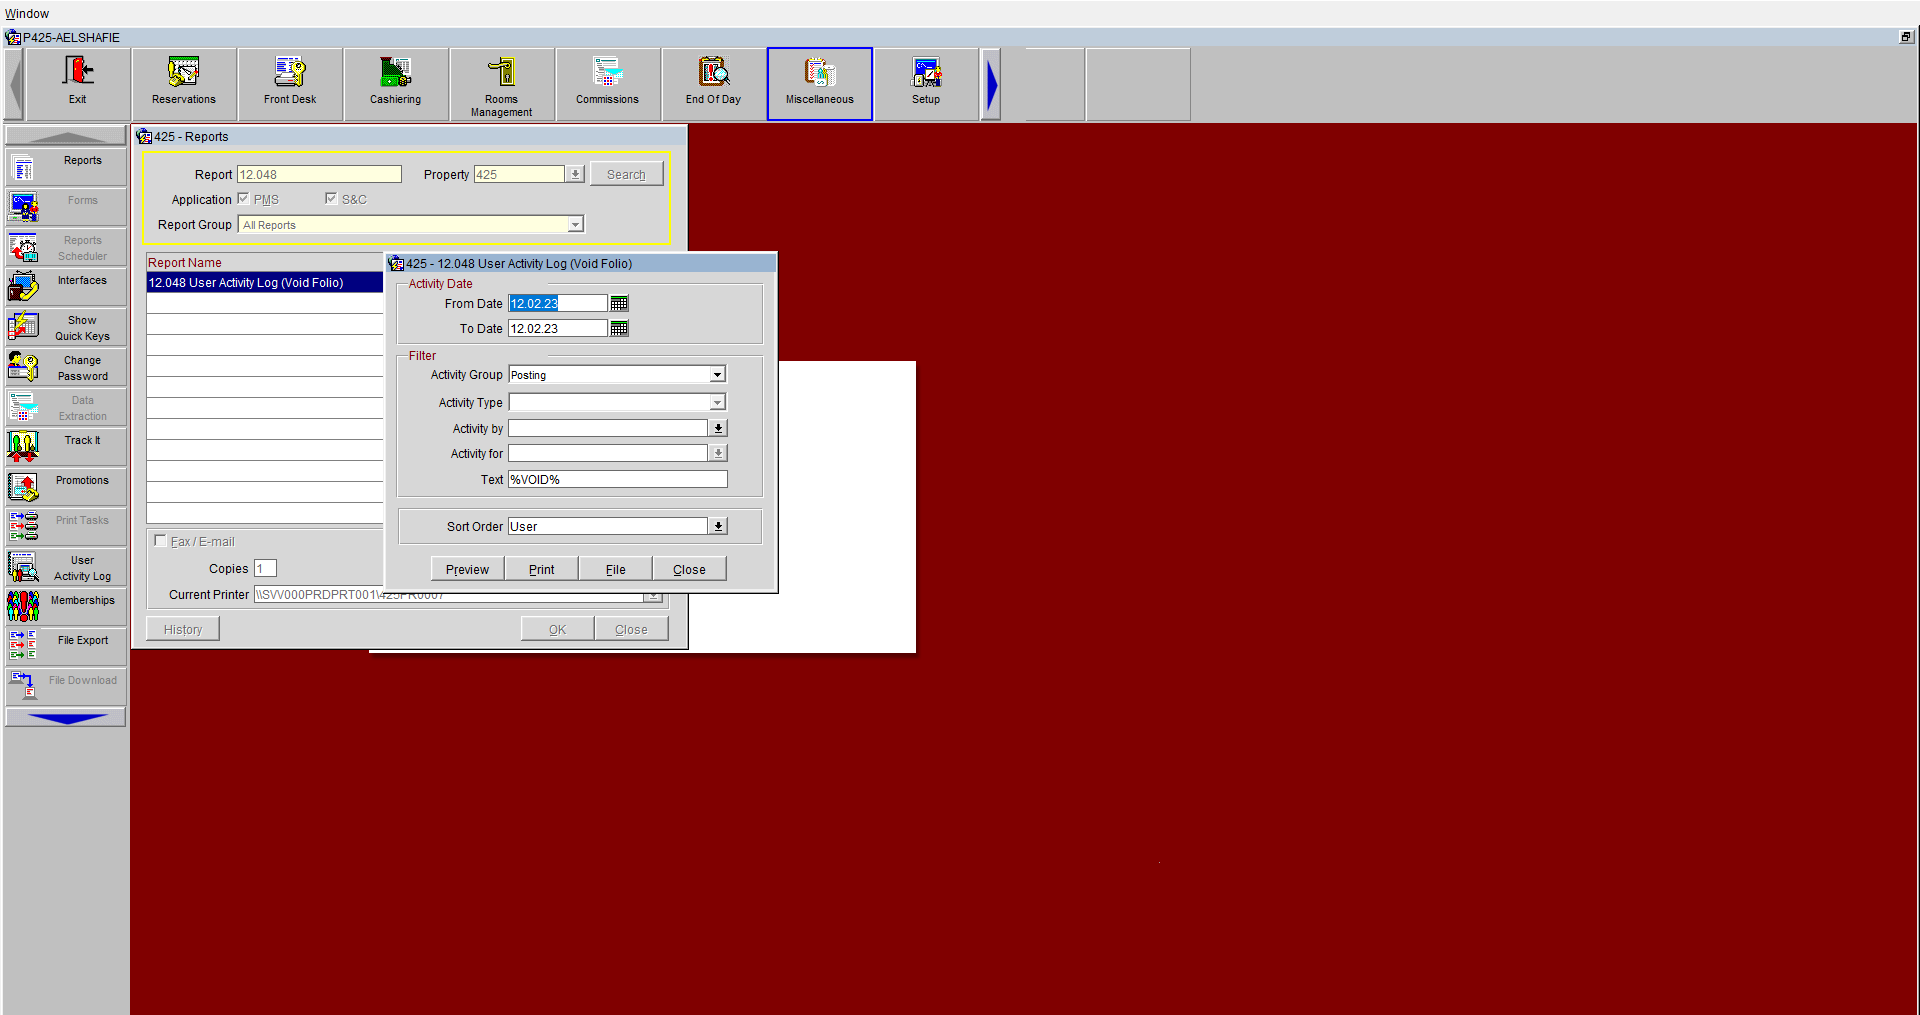 Window
P425-AELSHAFIE
Exit
Reservations
Front Desk
Cashiering
Rooms
Management
Commissions
End Of Day
Miscellaneous
Setup
Reports
Forms
Reports
Scheduler
Interfaces
Show
Quick Keys
Change
Password
Data
Extraction
Track It
Promotions
Print Tasks
User
Activity Log
Memberships
File Export
File Download
425 - Reports
Report 12.048 Property 425 Search
Application PMS S&C
Report Group All Reports
Report Name
12.048 User Activity Log (Void Folio)
Fax / E-mail
Copies 1
Current Printer \\SVV000PRDPRT001\425PR0007
History OK Close
425 - 12.048 User Activity Log (Void Folio)
Activity Date
From Date 12.02.23
To Date 12.02.23
Filter
Activity Group Posting
Activity Type
Activity by
Activity for
Text %VOID%
Sort Order User
Preview Print File Close